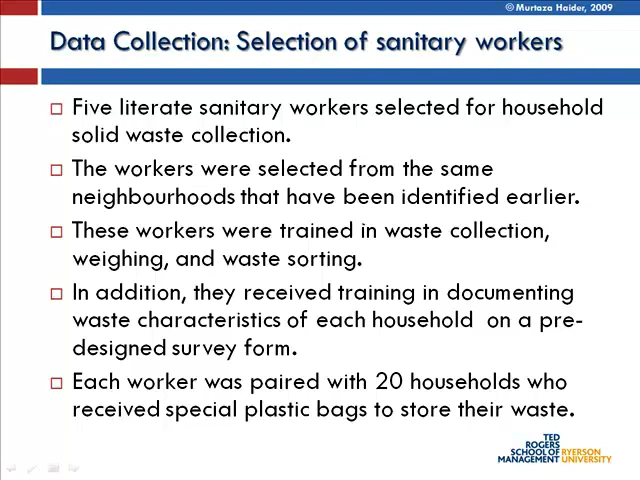 © Murtaza Haider, 2009
Data Collection: Selection of sanitary workers
Five literate sanitary workers selected for household
solid waste collection.
The workers were selected from the same
neighbourhoods that have been identified earlier.
These workers were trained in waste collection,
weighing, and waste sorting.
In addition, they received training in documenting
waste characteristics of each household on a pre-
designed survey form.
Each worker was paired with 20 households who
received special plastic bags to store their waste.
TED
ROGERS
SCHOOL OF RYERSON
MANAGEMENT UNIVERSITY